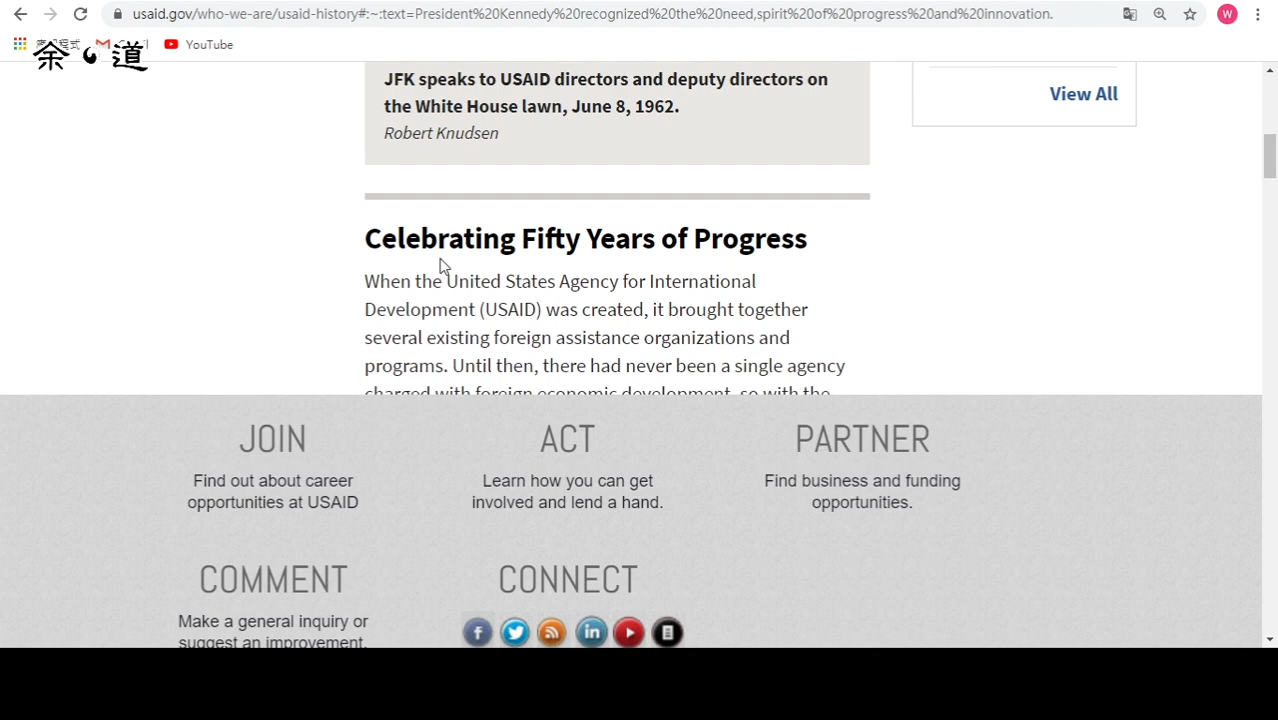 usaid.gov/who-we-are/usaid-history#:~:text=President%20Kennedy%20recognized%20the%20need,spirit%20of%20progress%20and%20innovation.
W
YouTube
余 道
JFK speaks to USAID directors and deputy directors on
the White House lawn, June 8, 1962.
Robert Knudsen
View All
Celebrating Fifty Years of Progress
When the United States Agency for International
Development (USAID) was created, it brought together
several existing foreign assistance organizations and
programs. Until then, there had never been a single agency
charged with foreign economic development, so with the
JOIN
Find out about career
opportunities at USAID
ACT
Learn how you can get
involved and lend a hand.
PARTNER
Find business and funding
opportunities.
COMMENT
Make a general inquiry or
suggest an improvement.
CONNECT